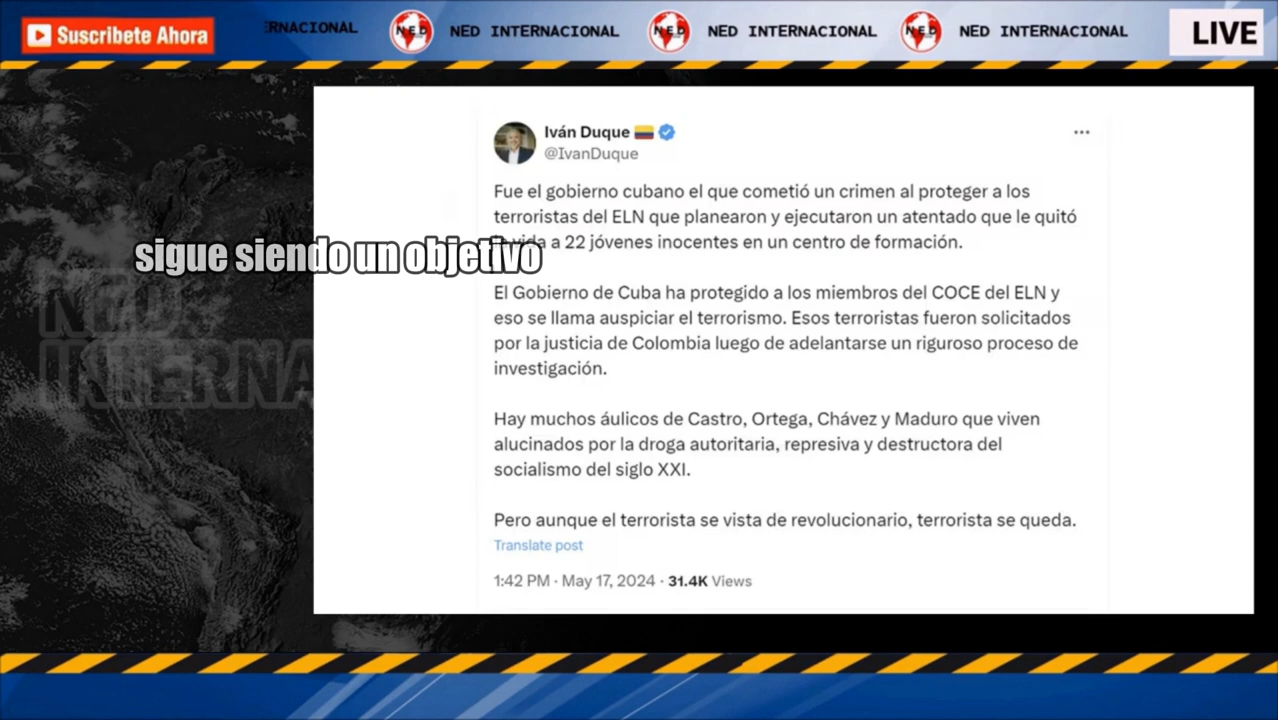 Suscribete Ahora
ERNACIONAL
NED
NED INTERNACIONAL
NED
NED INTERNACIONAL
NED
NED INTERNACIONAL
LIVE
Iván Duque
@IvanDuque
Fue el gobierno cubano el que cometió un crimen al proteger a los
terroristas del ELN que planearon y ejecutaron un atentado que le quitó
vida a 22 jóvenes inocentes en un centro de formación.
sigue siendo un objetivo
El Gobierno de Cuba ha protegido a los miembros del COCE del ELN y
eso se llama auspiciar el terrorismo. Esos terroristas fueron solicitados
por la justicia de Colombia luego de adelantarse un riguroso proceso de
investigación.
Hay muchos áulicos de Castro, Ortega, Chávez y Maduro que viven
alucinados por la droga autoritaria, represiva y destructora del
socialismo del siglo XXI.
Pero aunque el terrorista se vista de revolucionario, terrorista se queda.
Translate post
1:42 PM · May 17, 2024 · 31.4K Views
NED
INTERNA